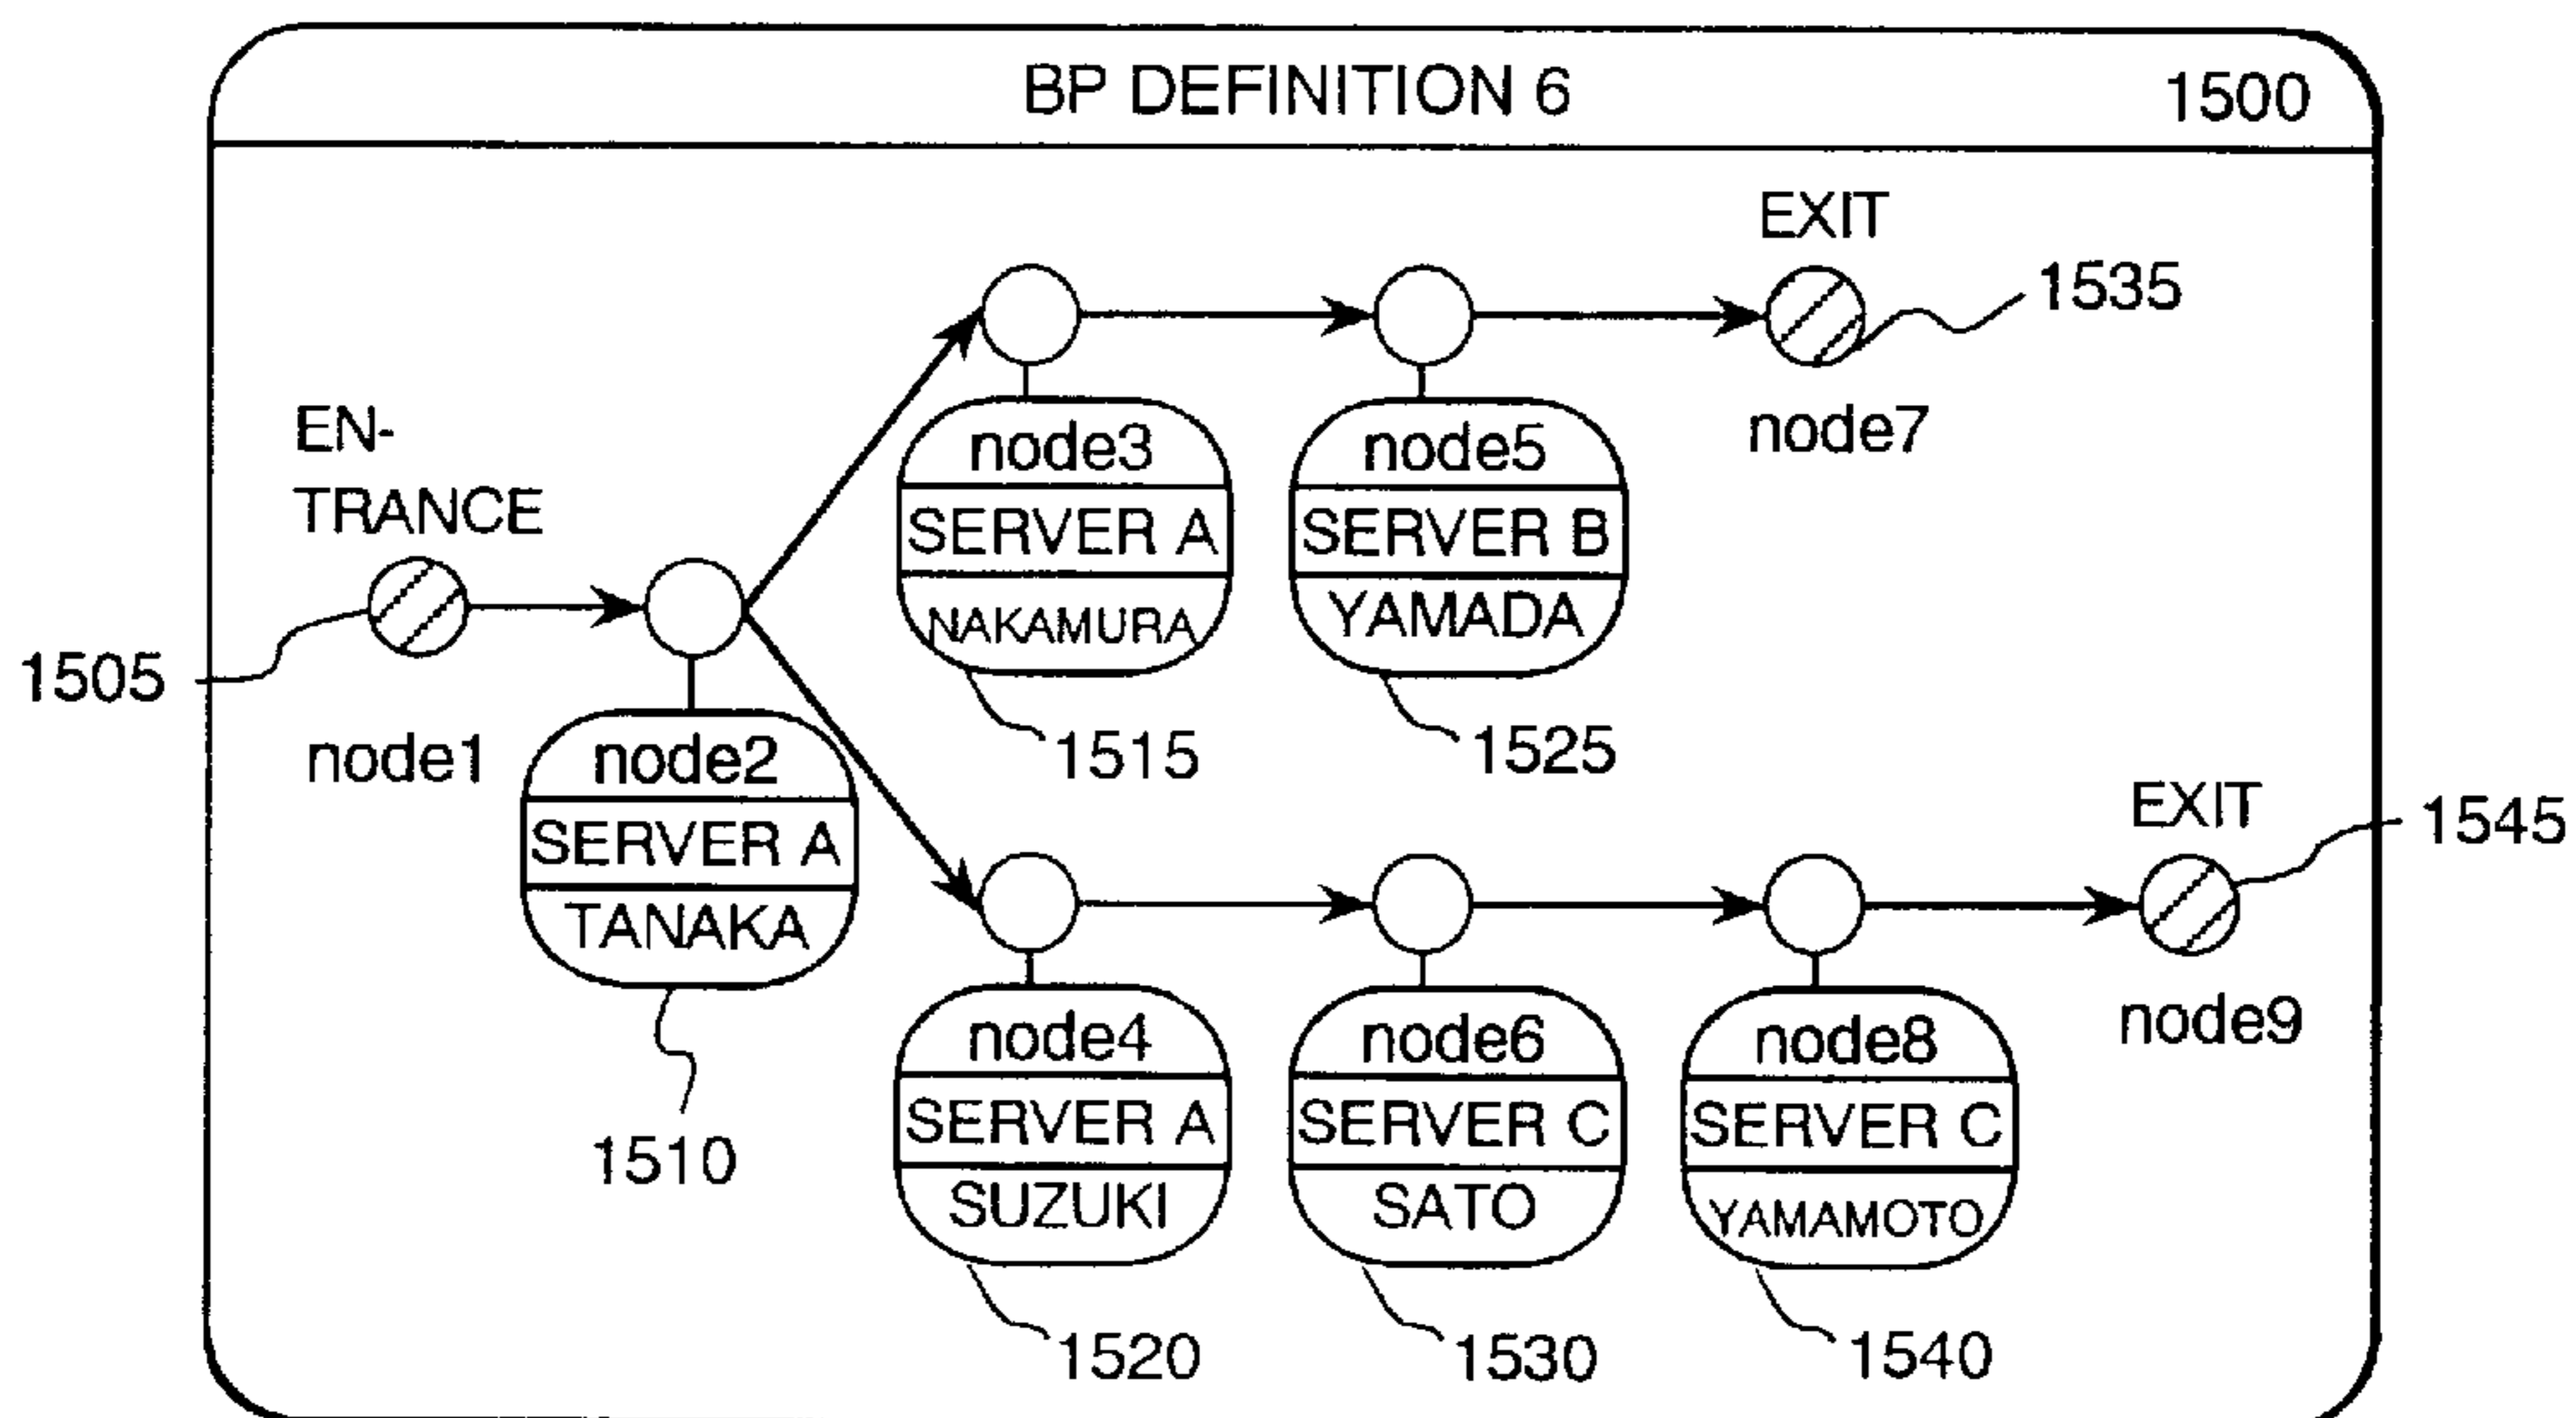 BP DEFINITION 6
1500
EXIT
1535
EN-
TRANCE
node3
SERVER A
NAKAMURA
node5
SERVER B
YAMADA
node7
1505
node1
node2
SERVER A
TANAKA
1515
1525
EXIT
1545
1510
node4
SERVER A
SUZUKI
node6
SERVER C
SATO
node8
SERVER C
YAMAMOTO
node9
1520
1530
1540